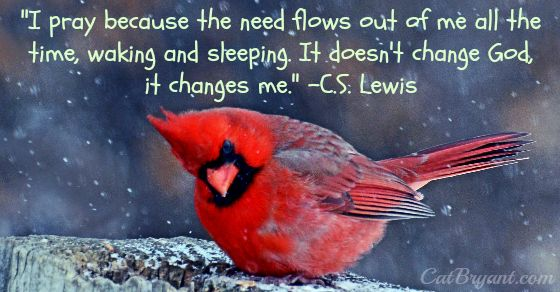 "I pray because the need flows out of me all the
time, waking and sleeping. It doesn't change God,
it changes me." -C.S. Lewis
CatBryant.com